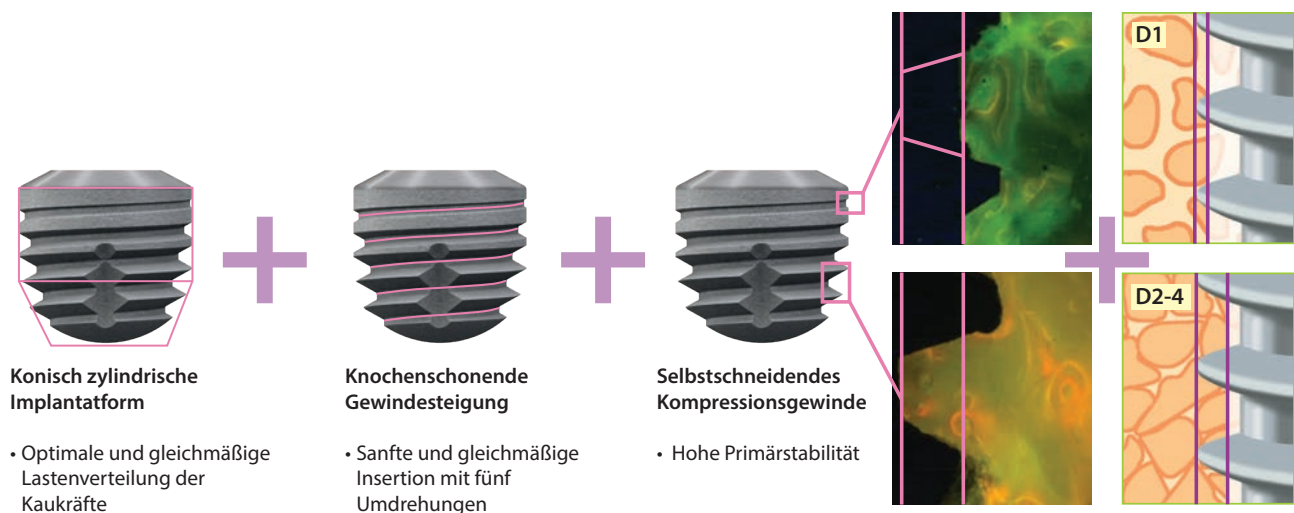 D1
D2-4
Konisch zylindrische
Implantatform
• Optimale und gleichmäßige
Lastenverteilung der
Kaukräfte
Knochenschonende
Gewindesteigung
• Sanfte und gleichmäßige
Insertion mit fünf
Umdrehungen
Selbstschneidendes
Kompressionsgewinde
• Hohe Primärstabilität